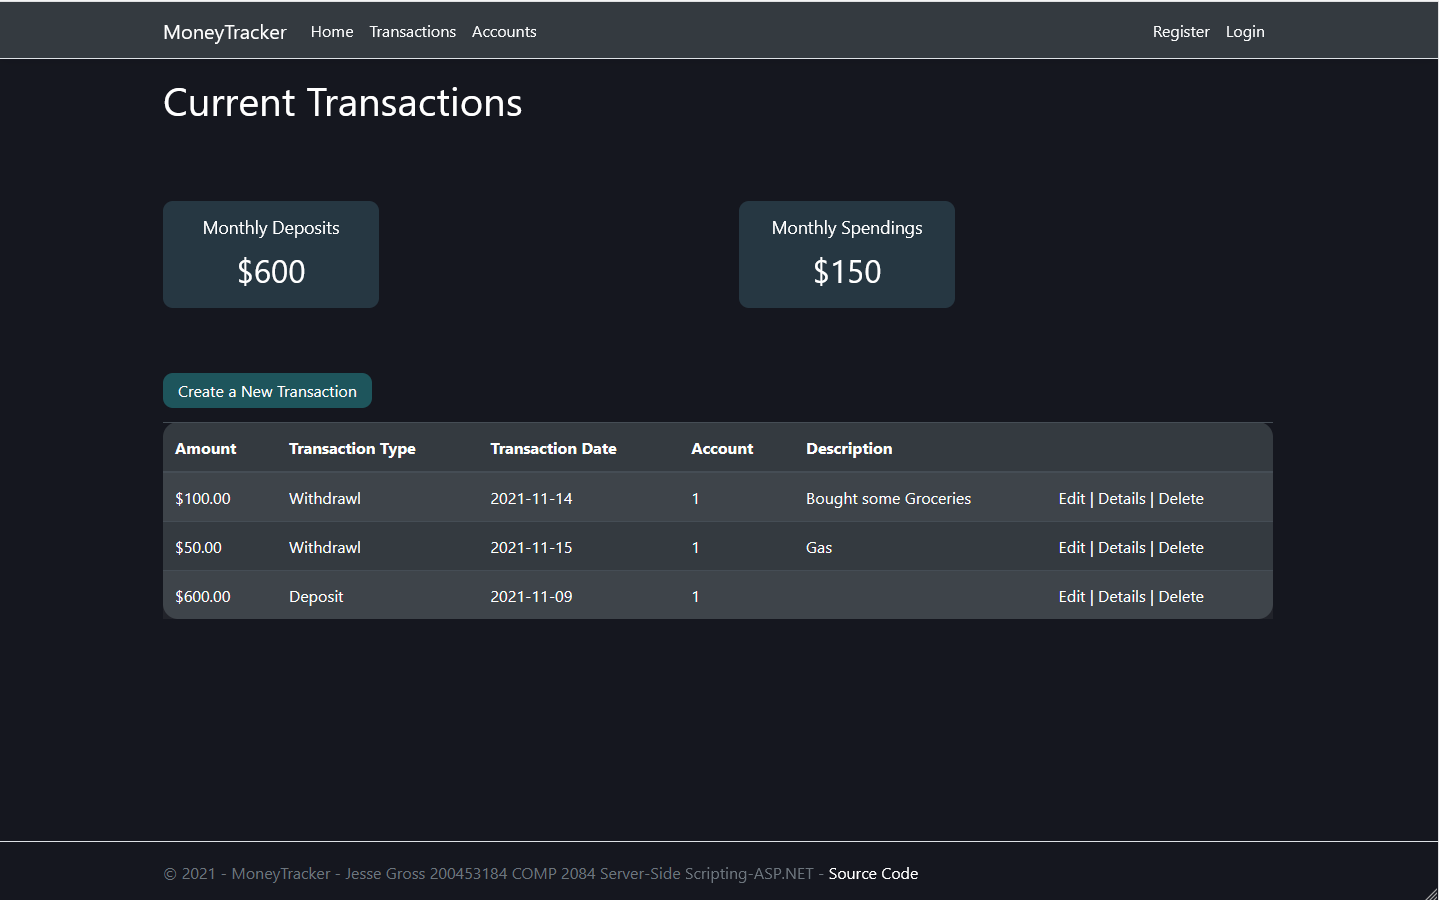 MoneyTracker Home Transactions Accounts Register Login
Current Transactions
Monthly Deposits Monthly Spendings
$600 $150
Create a New Transaction
Amount Transaction Type Transaction Date Account Description
$100.00 Withdrawl 2021-11-14 1 Bought some Groceries Edit | Details | Delete
$50.00 Withdrawl 2021-11-15 1 Gas Edit | Details | Delete
$600.00 Deposit 2021-11-09 1 Edit | Details | Delete
© 2021 - MoneyTracker - Jesse Gross 200453184 COMP 2084 Server-Side Scripting-ASP.NET - Source Code